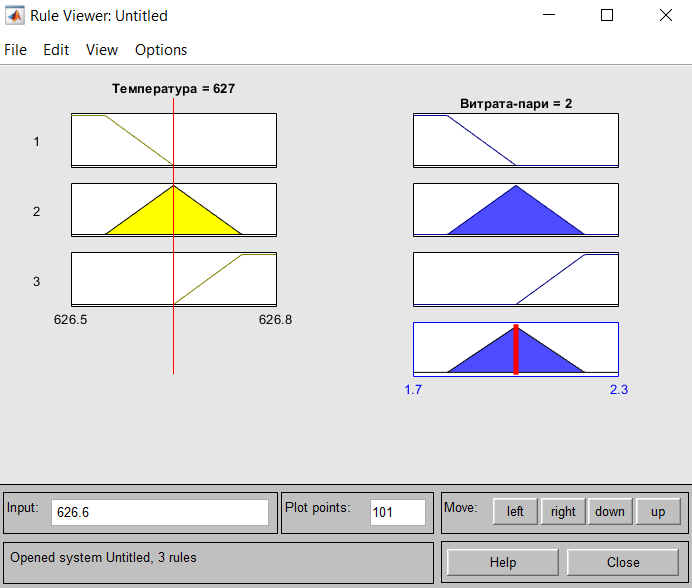 Rule Viewer: Untitled
File Edit View Options
Температура = 627
Витрата-пари = 2
1
2
3
626.5 626.8
1.7 2.3
Input: 626.6 Plot points: 101 Move: left right down up
Opened system Untitled, 3 rules Help Close